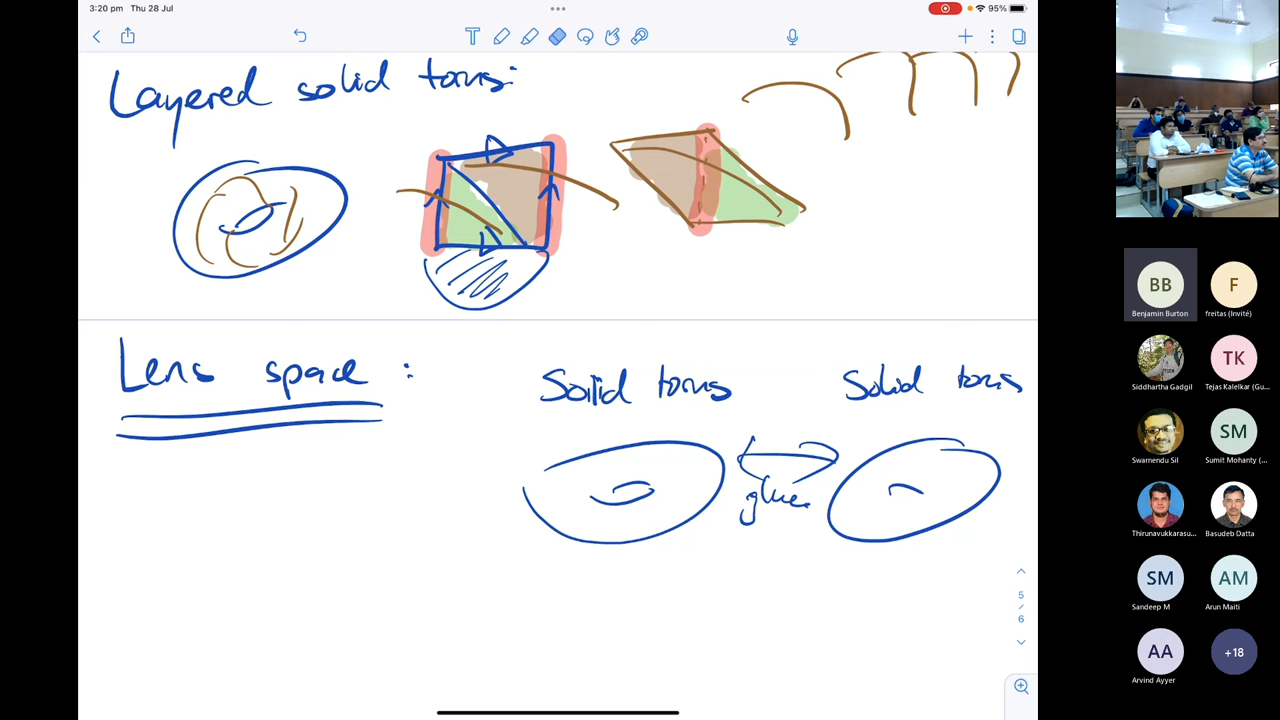 3:20 pm Thu 28 Jul
95%
T
Layered solid torus:
Lens space :
Solid torus
Solid torus
glue
5
/
6
BB
Benjamin Burton
F
freitas (Invité)
Siddhartha Gadgil
TK
Tejas Kalelkar (Gu...
Swarnendu Sil
SM
Sumit Mohanty (...
Thirunavukkarasu...
Basudeb Datta
SM
Sandeep M
AM
Arun Maiti
AA
Arvind Ayyer
+18